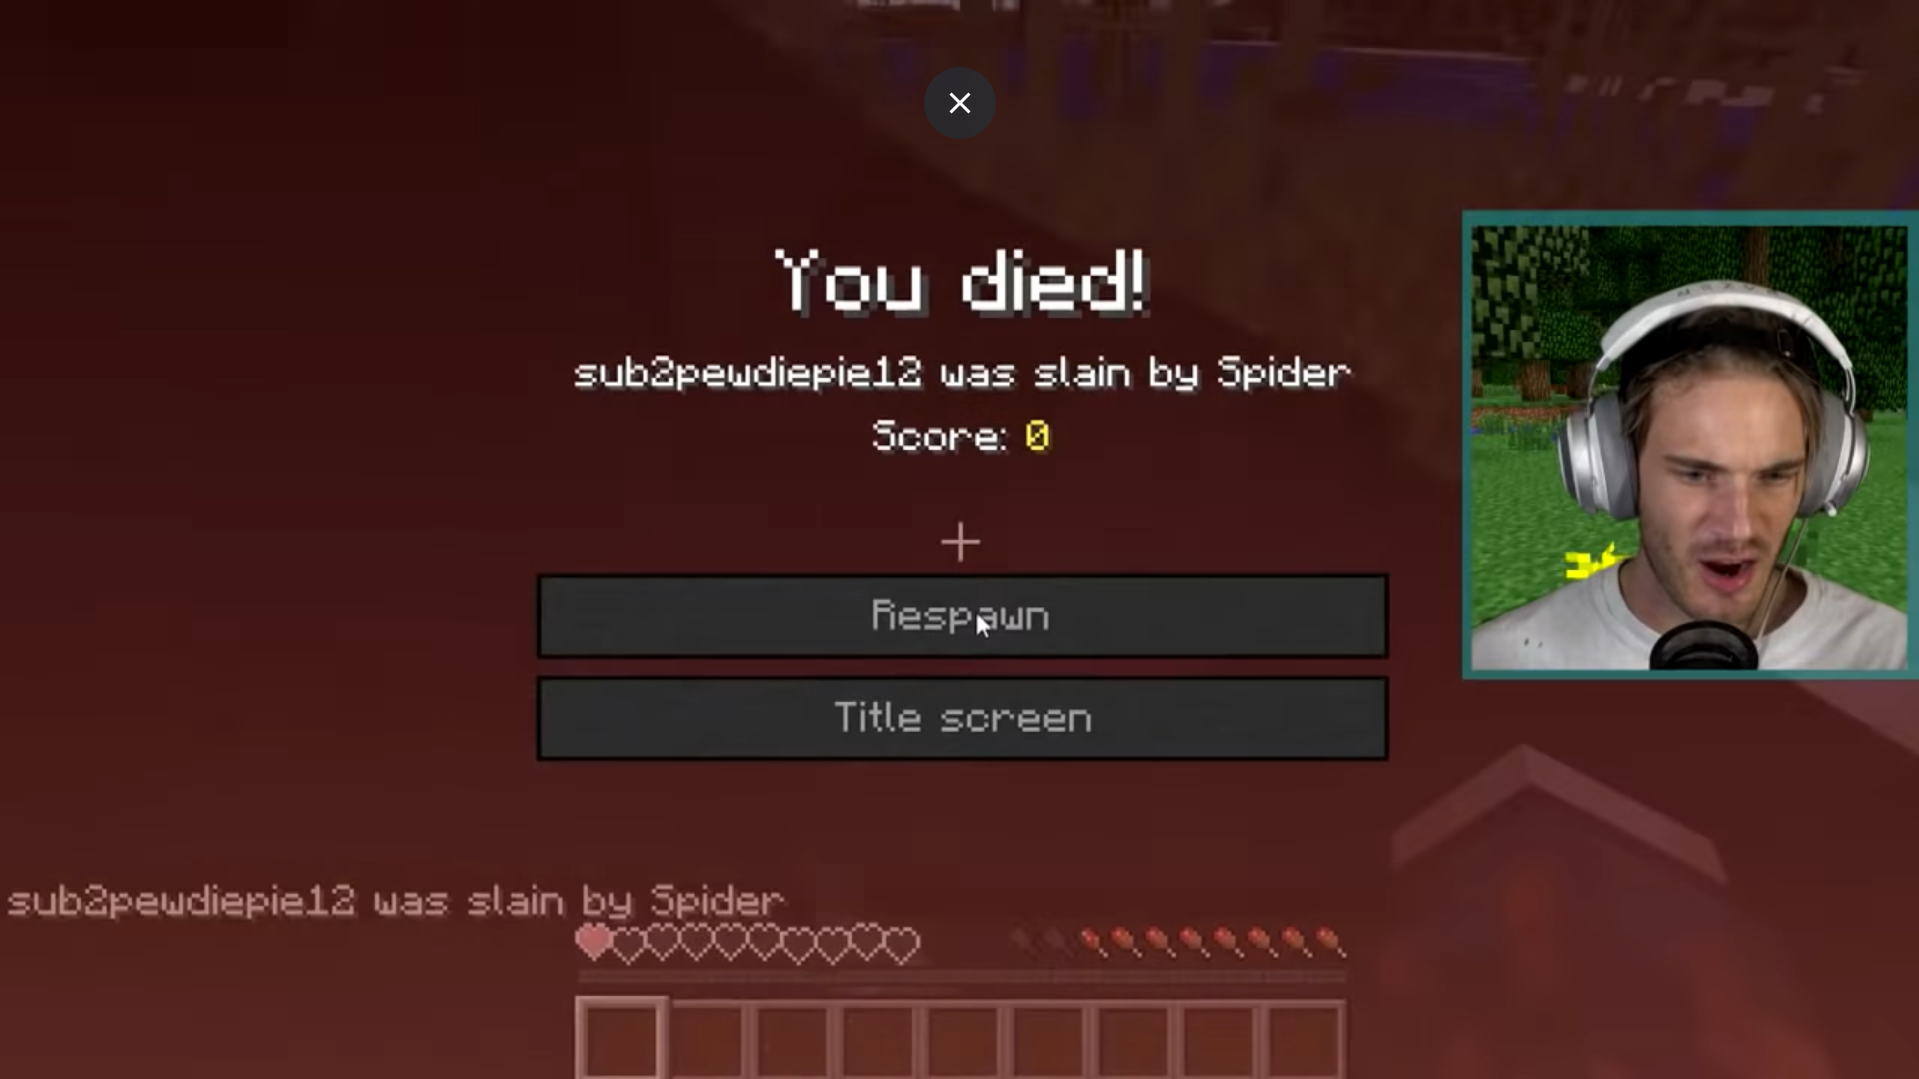 You died!
sub2pewdiepie12 was slain by Spider
Score: 0
Respawn
Title screen
sub2pewdiepie12 was slain by Spider